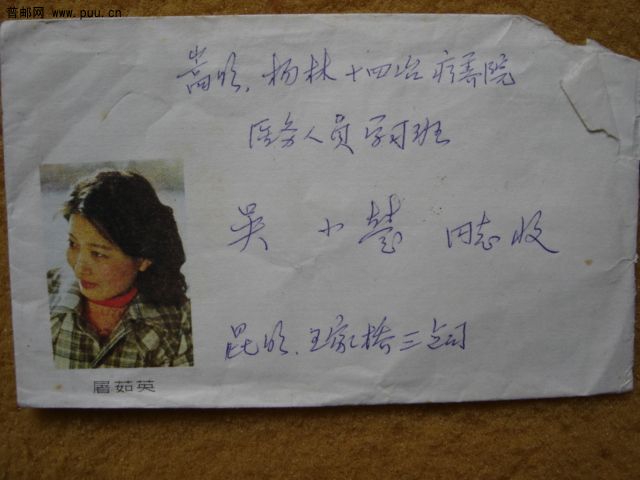 普邮网 www.puu.cn
嵩明、杨林十四冶疗养院
医务人员学习班
吴 小慧 同志收
昆明、王家桥三公司
屠茹英